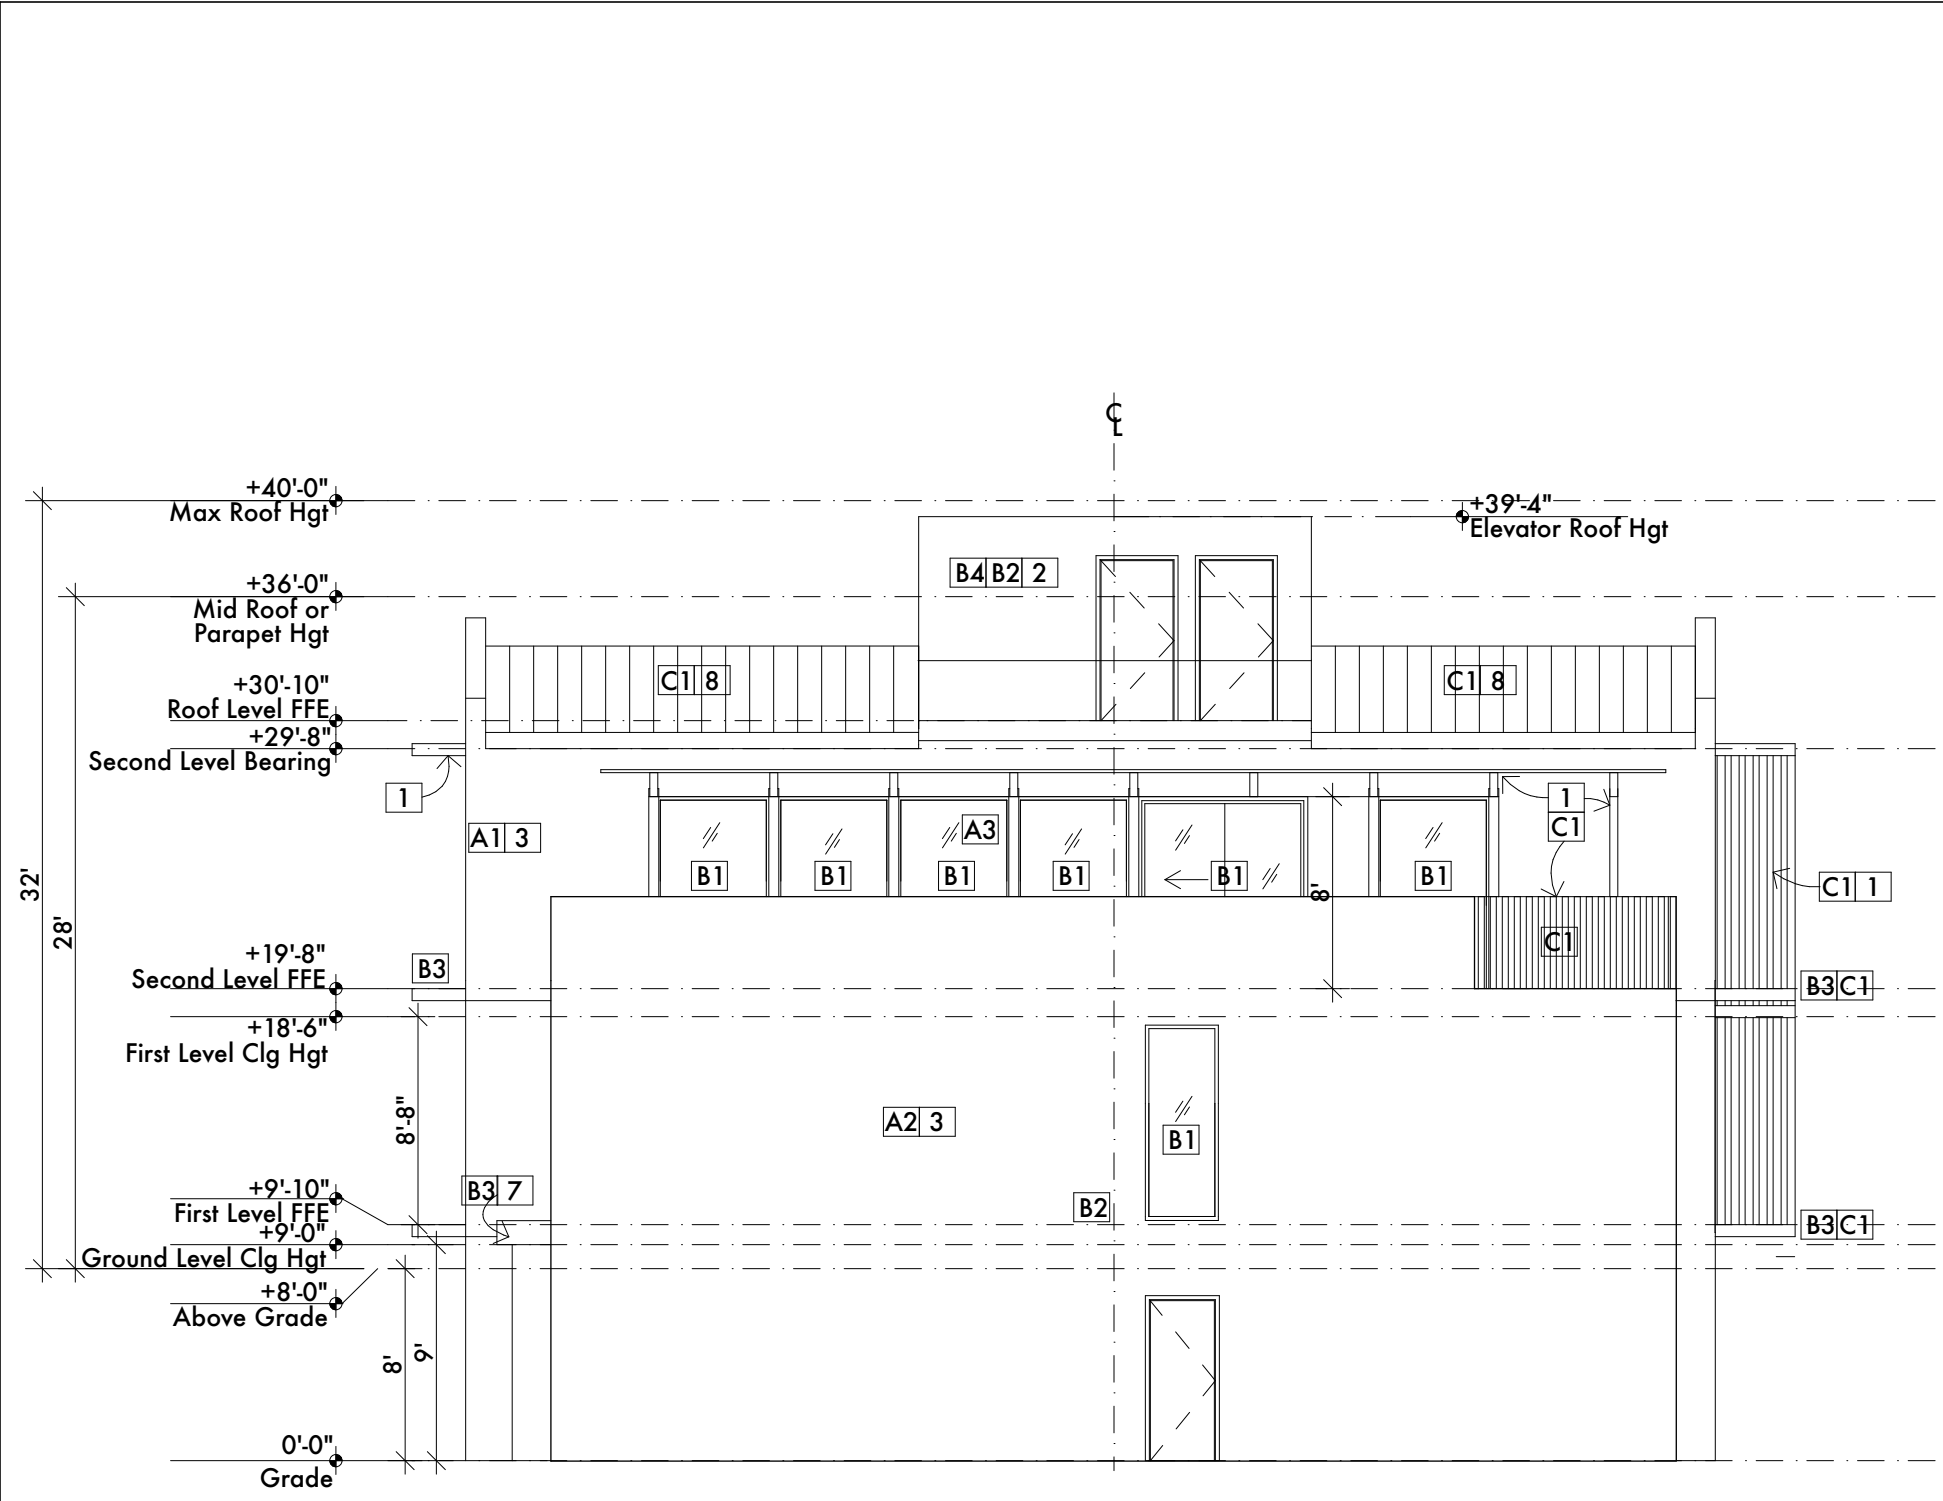 CL
+40'-0"
Max Roof Hgt
+39'-4"
Elevator Roof Hgt
B4 B2 2
+36'-0"
Mid Roof or
Parapet Hgt
C1 8
C1 8
+30'-10"
Roof Level FFE
+29'-8"
Second Level Bearing
1
1
C1
A1 3
A3
B1
B1
B1
B1
B1
B1
8'
C1 1
32'
28'
C1
+19'-8"
Second Level FFE
B3
B3 C1
+18'-6"
First Level Clg Hgt
8'-8"
A2 3
B1
+9'-10"
First Level FFE
B3 7
B2
B3 C1
+9'-0"
Ground Level Clg Hgt
+8'-0"
Above Grade
8'
9'
0'-0"
Grade